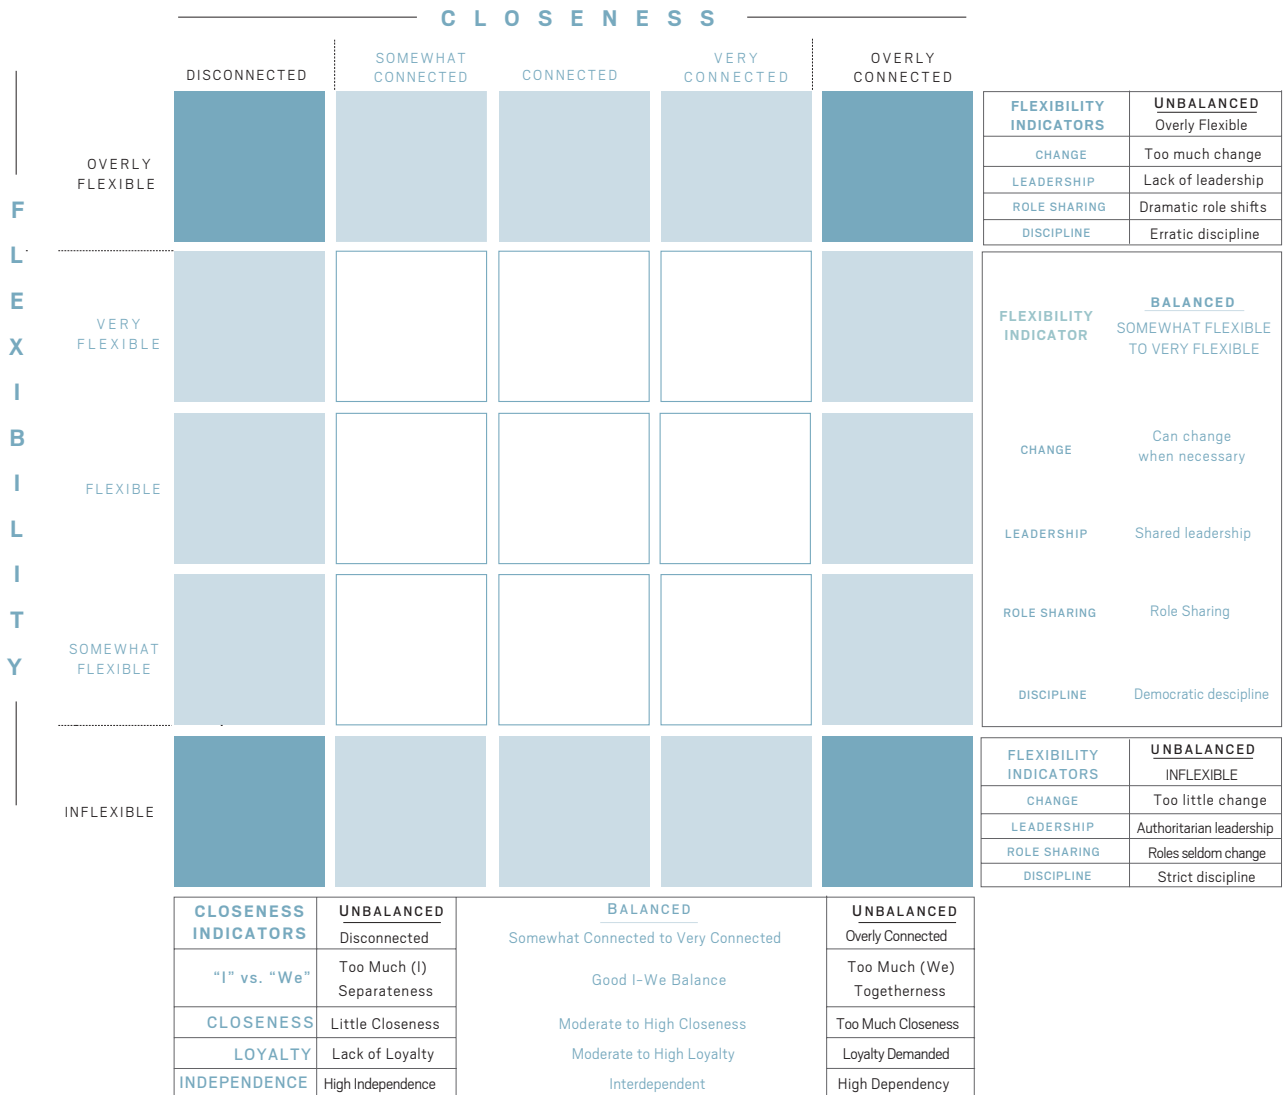 CLOSENESS
DISCONNECTED
SOMEWHAT
CONNECTED
CONNECTED
VERY
CONNECTED
OVERLY
CONNECTED
FLEXIBILITY
OVERLY
FLEXIBLE
VERY
FLEXIBLE
FLEXIBLE
SOMEWHAT
FLEXIBLE
INFLEXIBLE
FLEXIBILITY
INDICATORS
UNBALANCED
Overly Flexible
CHANGE
Too much change
LEADERSHIP
Lack of leadership
ROLE SHARING
Dramatic role shifts
DISCIPLINE
Erratic discipline
FLEXIBILITY
INDICATOR
BALANCED
SOMEWHAT FLEXIBLE
TO VERY FLEXIBLE
CHANGE
Can change
when necessary
LEADERSHIP
Shared leadership
ROLE SHARING
Role Sharing
DISCIPLINE
Democratic descipline
FLEXIBILITY
INDICATORS
UNBALANCED
INFLEXIBLE
CHANGE
Too little change
LEADERSHIP
Authoritarian leadership
ROLE SHARING
Roles seldom change
DISCIPLINE
Strict discipline
CLOSENESS
INDICATORS
UNBALANCED
Disconnected
BALANCED
Somewhat Connected to Very Connected
UNBALANCED
Overly Connected
“I” vs. “We”
Too Much (I)
Separateness
Good I-We Balance
Too Much (We)
Togetherness
CLOSENESS
Little Closeness
Moderate to High Closeness
Too Much Closeness
LOYALTY
Lack of Loyalty
Moderate to High Loyalty
Loyalty Demanded
INDEPENDENCE
High Independence
Interdependent
High Dependency